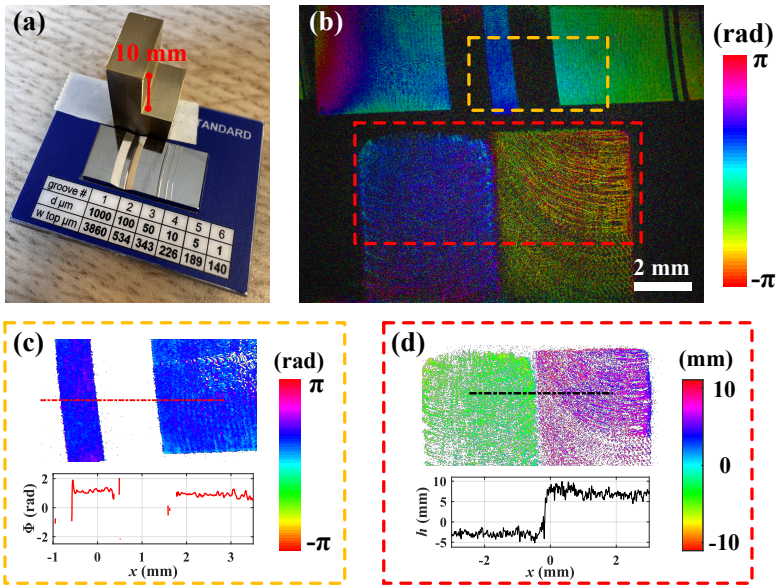 (a)
10 mm
TANDARD
groove # 1 2 3 4 5 6
d µm 1000 100 50 10 5 1
w top µm 3860 534 343 226 189 140
(b)
2 mm
(rad)
π
-π
(c)
(rad)
π
-π
Φ (rad)
2
0
-2
-1 0 1 2 3
x (mm)
(d)
(mm)
10
5
0
-5
-10
h (mm)
10
5
0
-5
-2 0 2
x (mm)